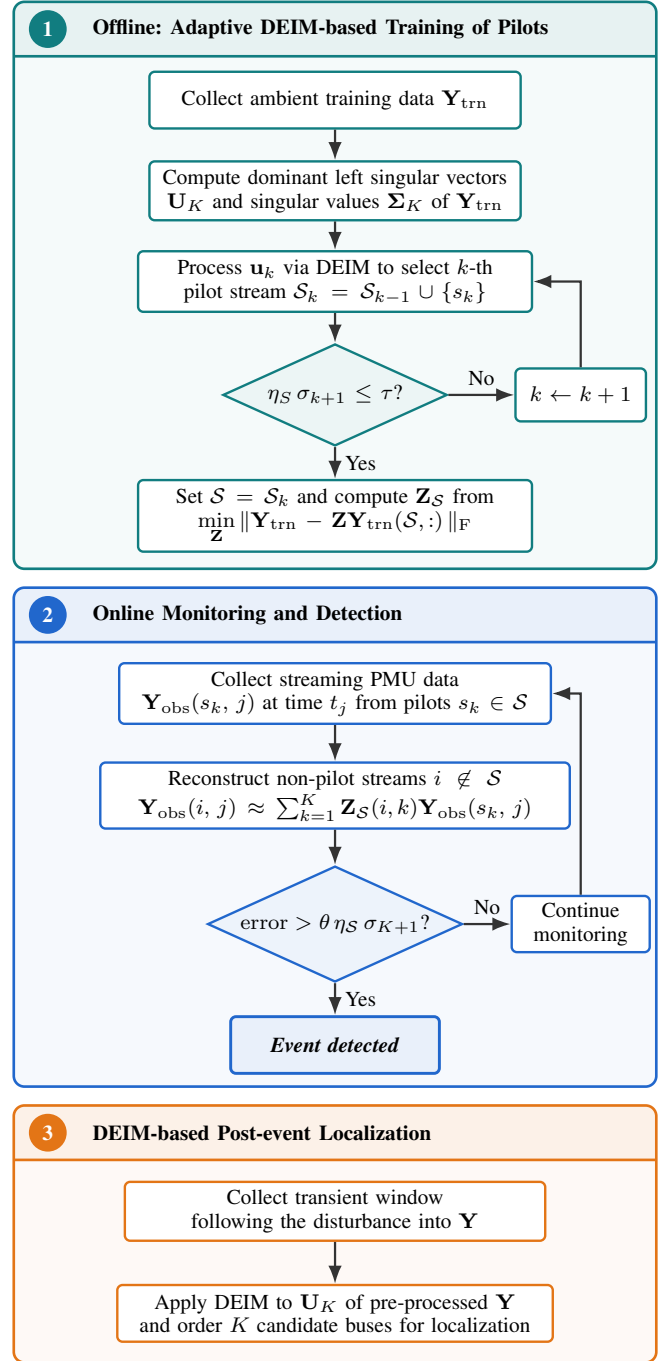 1 Offline: Adaptive DEIM-based Training of Pilots
Collect ambient training data Y_trn
Compute dominant left singular vectors
U_K and singular values Σ_K of Y_trn
Process u_k via DEIM to select k-th
pilot stream S_k = S_{k−1} ∪ {s_k}
η_S σ_{k+1} ≤ τ?
No
k ← k + 1
Yes
Set S = S_k and compute Z_S from
min_Z ‖Y_trn − ZY_trn(S,:)‖_F
2 Online Monitoring and Detection
Collect streaming PMU data
Y_obs(s_k, j) at time t_j from pilots s_k ∈ S
Reconstruct non-pilot streams i ∉ S
Y_obs(i, j) ≈ ∑_{k=1}^{K} Z_S(i,k)Y_obs(s_k, j)
error > θ η_S σ_{K+1}?
No
Continue
monitoring
Yes
Event detected
3 DEIM-based Post-event Localization
Collect transient window
following the disturbance into Y
Apply DEIM to U_K of pre-processed Y
and order K candidate buses for localization